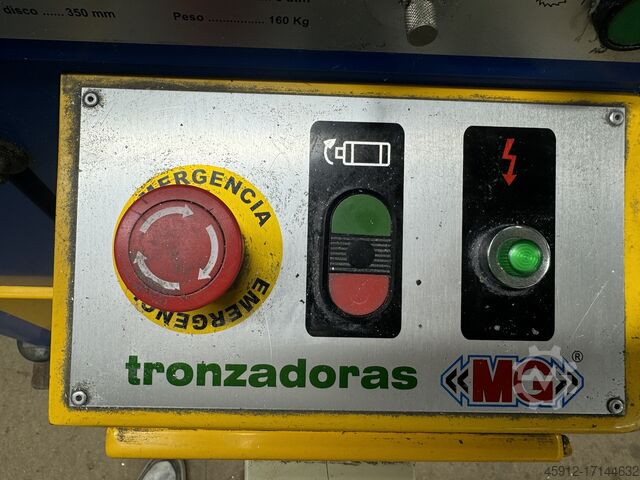 disco ...... 350 mm
Peso ................ 160 Kg
EMERGENCIA
EMERGENCIA
tronzadoras
MG
®
45912-17144632